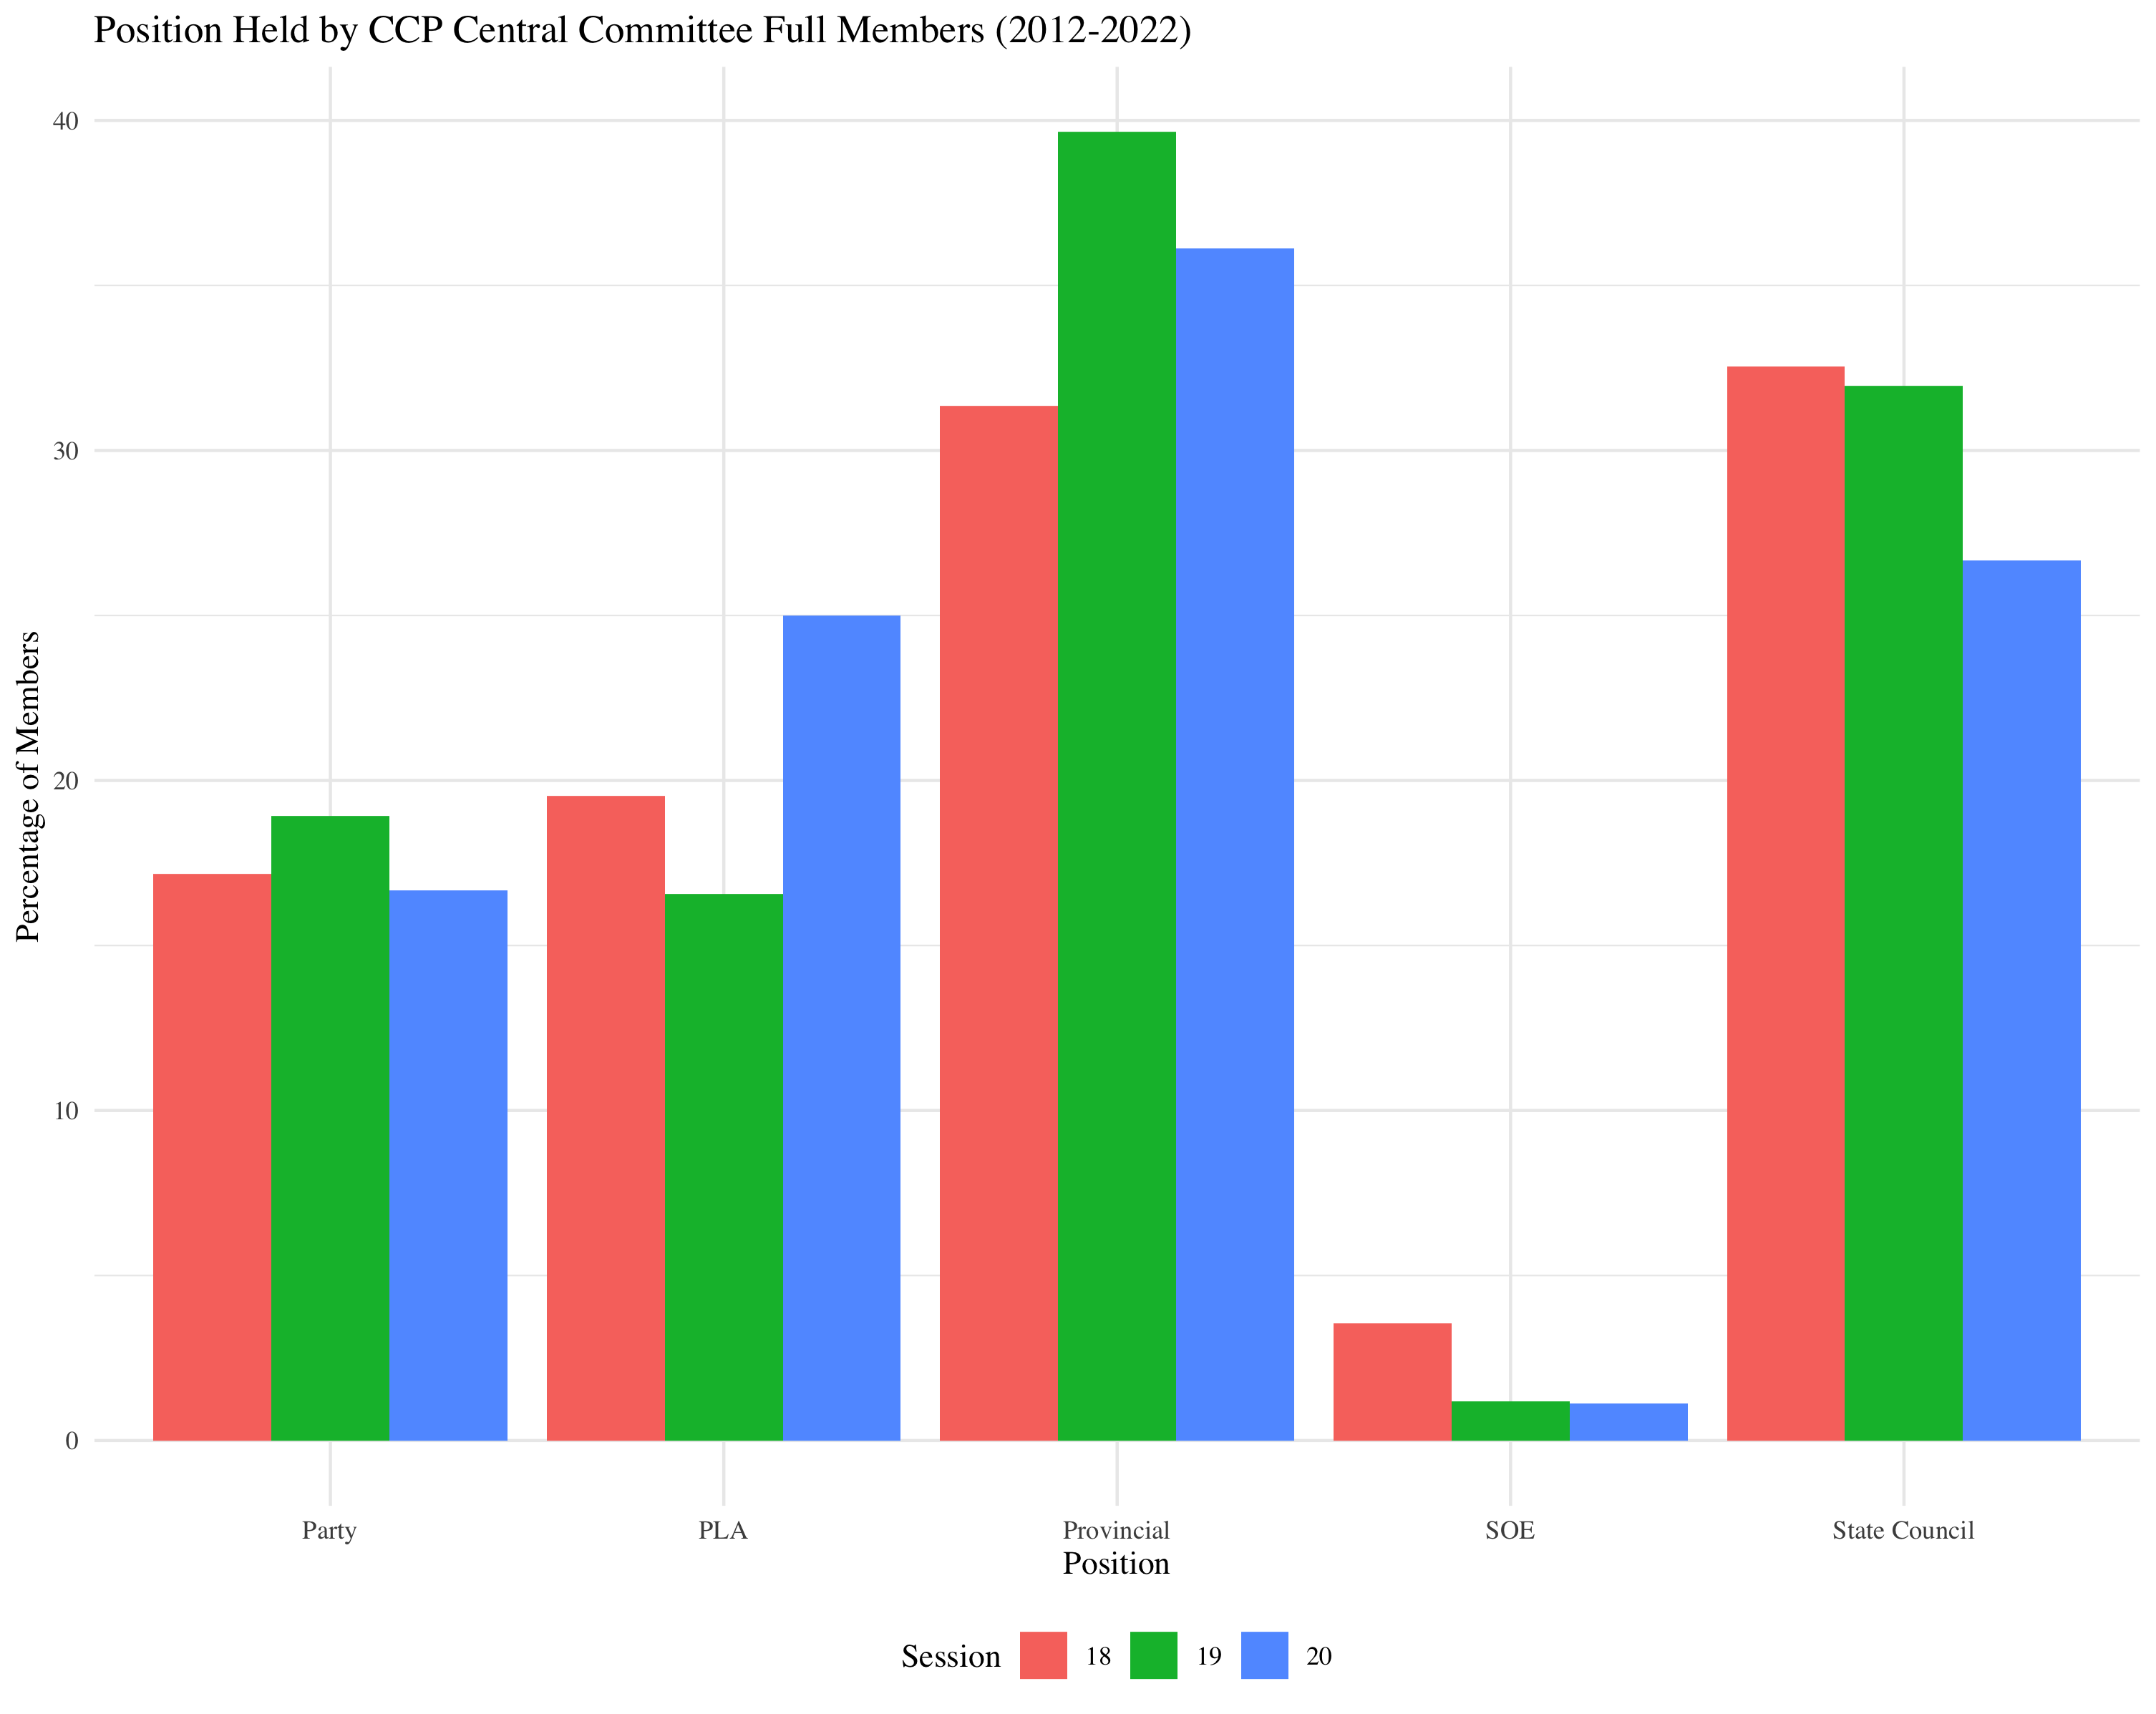 Position Held by CCP Central Committee Full Members (2012-2022)
Percentage of Members
40
30
20
10
0
Party PLA Provincial SOE State Council
Position
Session 18 19 20